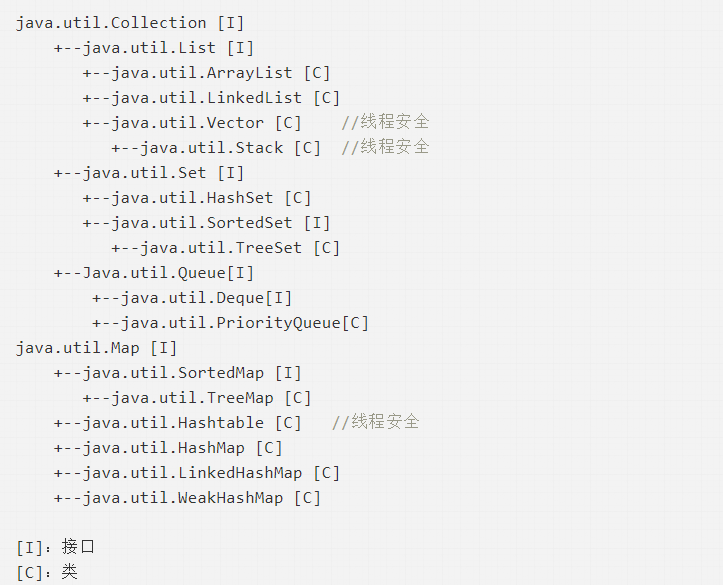 java.util.Collection [I]
    +--java.util.List [I]
       +--java.util.ArrayList [C]
       +--java.util.LinkedList [C]
       +--java.util.Vector [C]    //线程安全
          +--java.util.Stack [C]  //线程安全
    +--java.util.Set [I]
       +--java.util.HashSet [C]
       +--java.util.SortedSet [I]
          +--java.util.TreeSet [C]
    +--Java.util.Queue[I]
        +--java.util.Deque[I]
        +--java.util.PriorityQueue[C]
java.util.Map [I]
    +--java.util.SortedMap [I]
       +--java.util.TreeMap [C]
    +--java.util.Hashtable [C]   //线程安全
    +--java.util.HashMap [C]
    +--java.util.LinkedHashMap [C]
    +--java.util.WeakHashMap [C]

[I]：接口
[C]：类